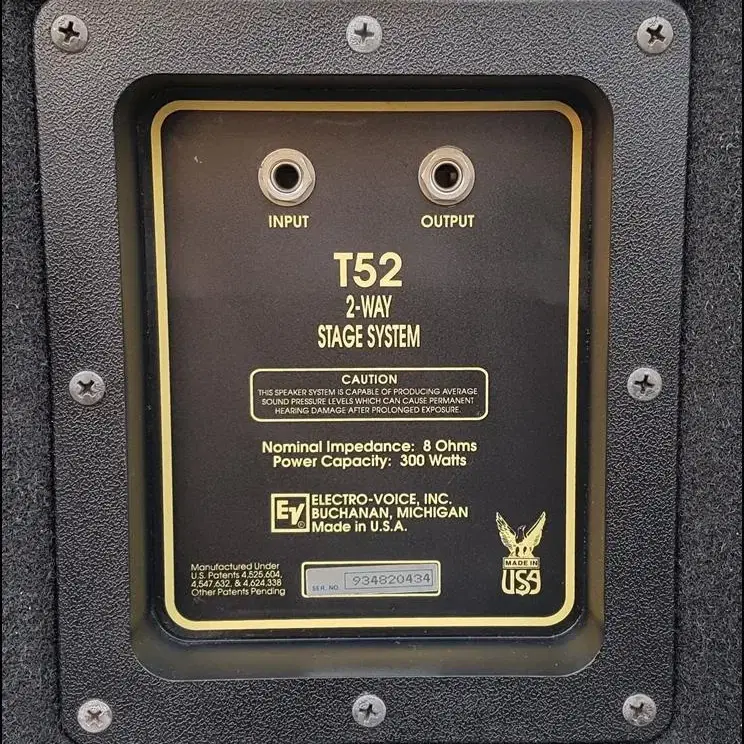 INPUT
OUTPUT
T52
2-WAY
STAGE SYSTEM
CAUTION
THIS SPEAKER SYSTEM IS CAPABLE OF PRODUCING AVERAGE
SOUND PRESSURE LEVELS WHICH CAN CAUSE PERMANENT
HEARING DAMAGE AFTER PROLONGED EXPOSURE.
Nominal Impedance: 8 Ohms
Power Capacity: 300 Watts
EV®
ELECTRO-VOICE, INC.
BUCHANAN, MICHIGAN
Made in U.S.A.
Manufactured Under
U.S. Patents 4,525,604,
4,547,632, & 4,624,338
Other Patents Pending
SER. NO. 934820434
MADE IN
USA